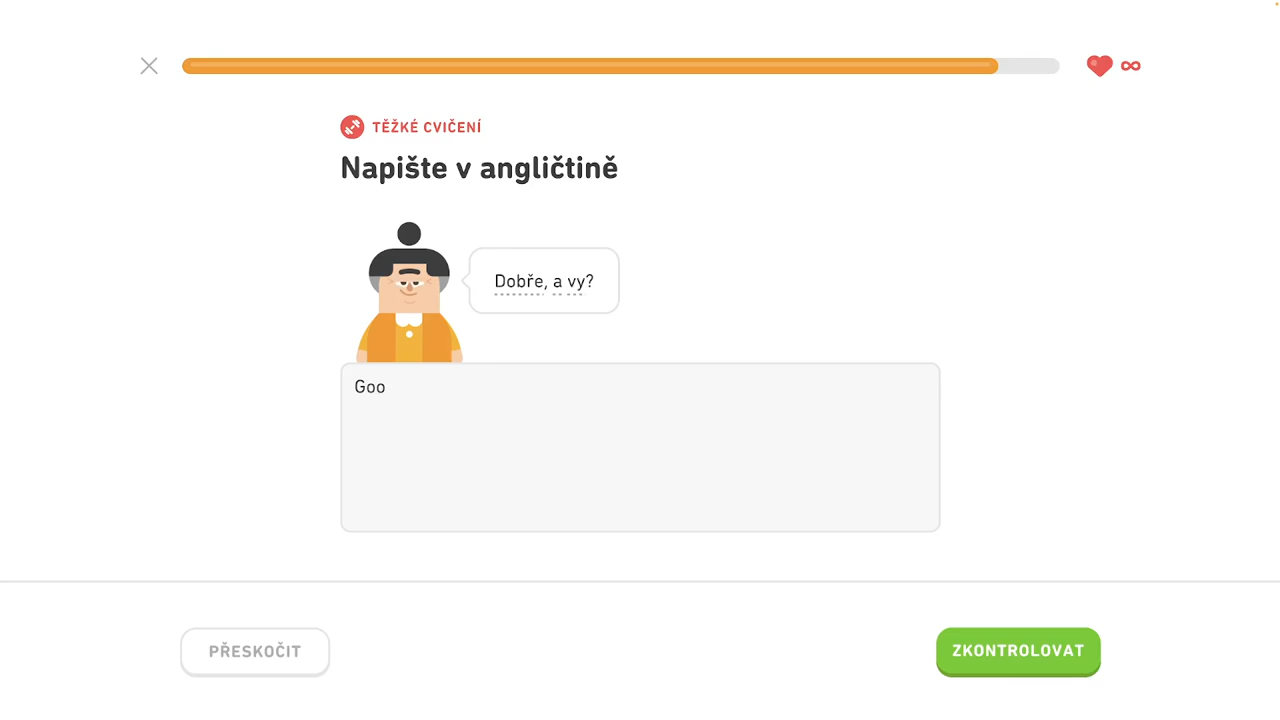 TĚŽKÉ CVIČENÍ
Napište v angličtině
Dobře, a vy?
Goo
PŘESKOČIT
ZKONTROLOVAT